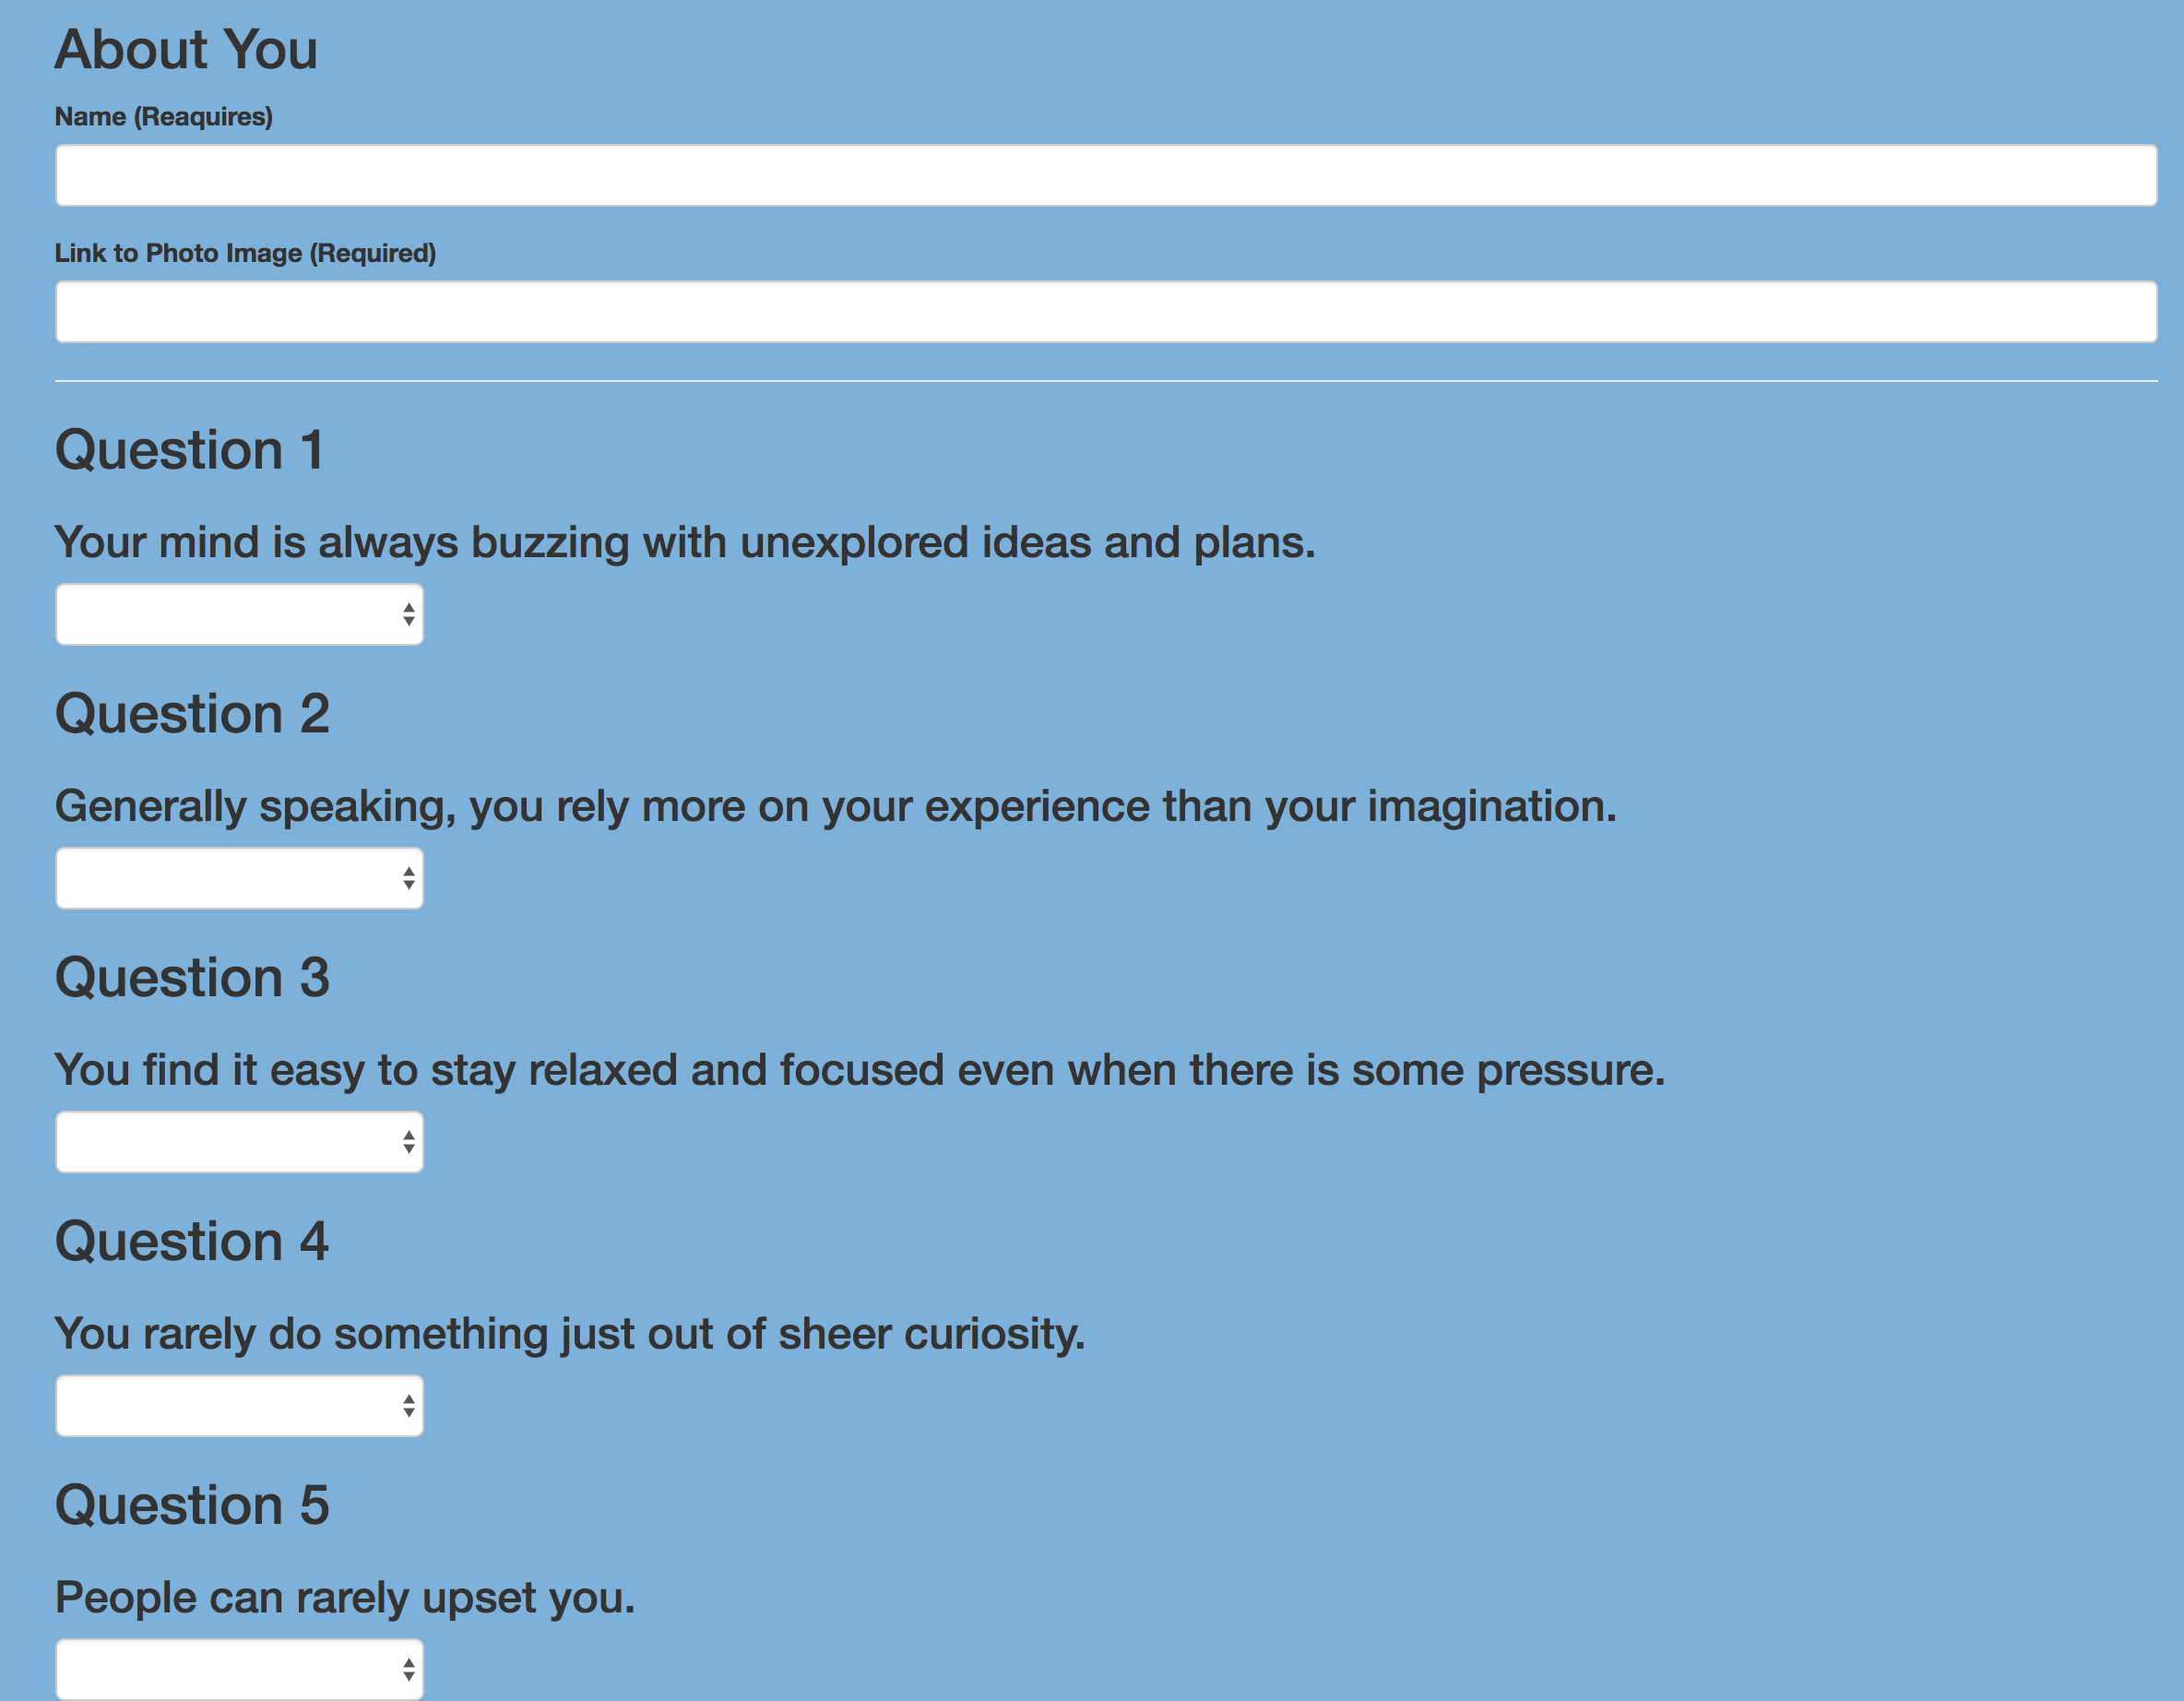 About You
Name (Reaquires)
Link to Photo Image (Required)
Question 1
Your mind is always buzzing with unexplored ideas and plans.
Question 2
Generally speaking, you rely more on your experience than your imagination.
Question 3
You find it easy to stay relaxed and focused even when there is some pressure.
Question 4
You rarely do something just out of sheer curiosity.
Question 5
People can rarely upset you.